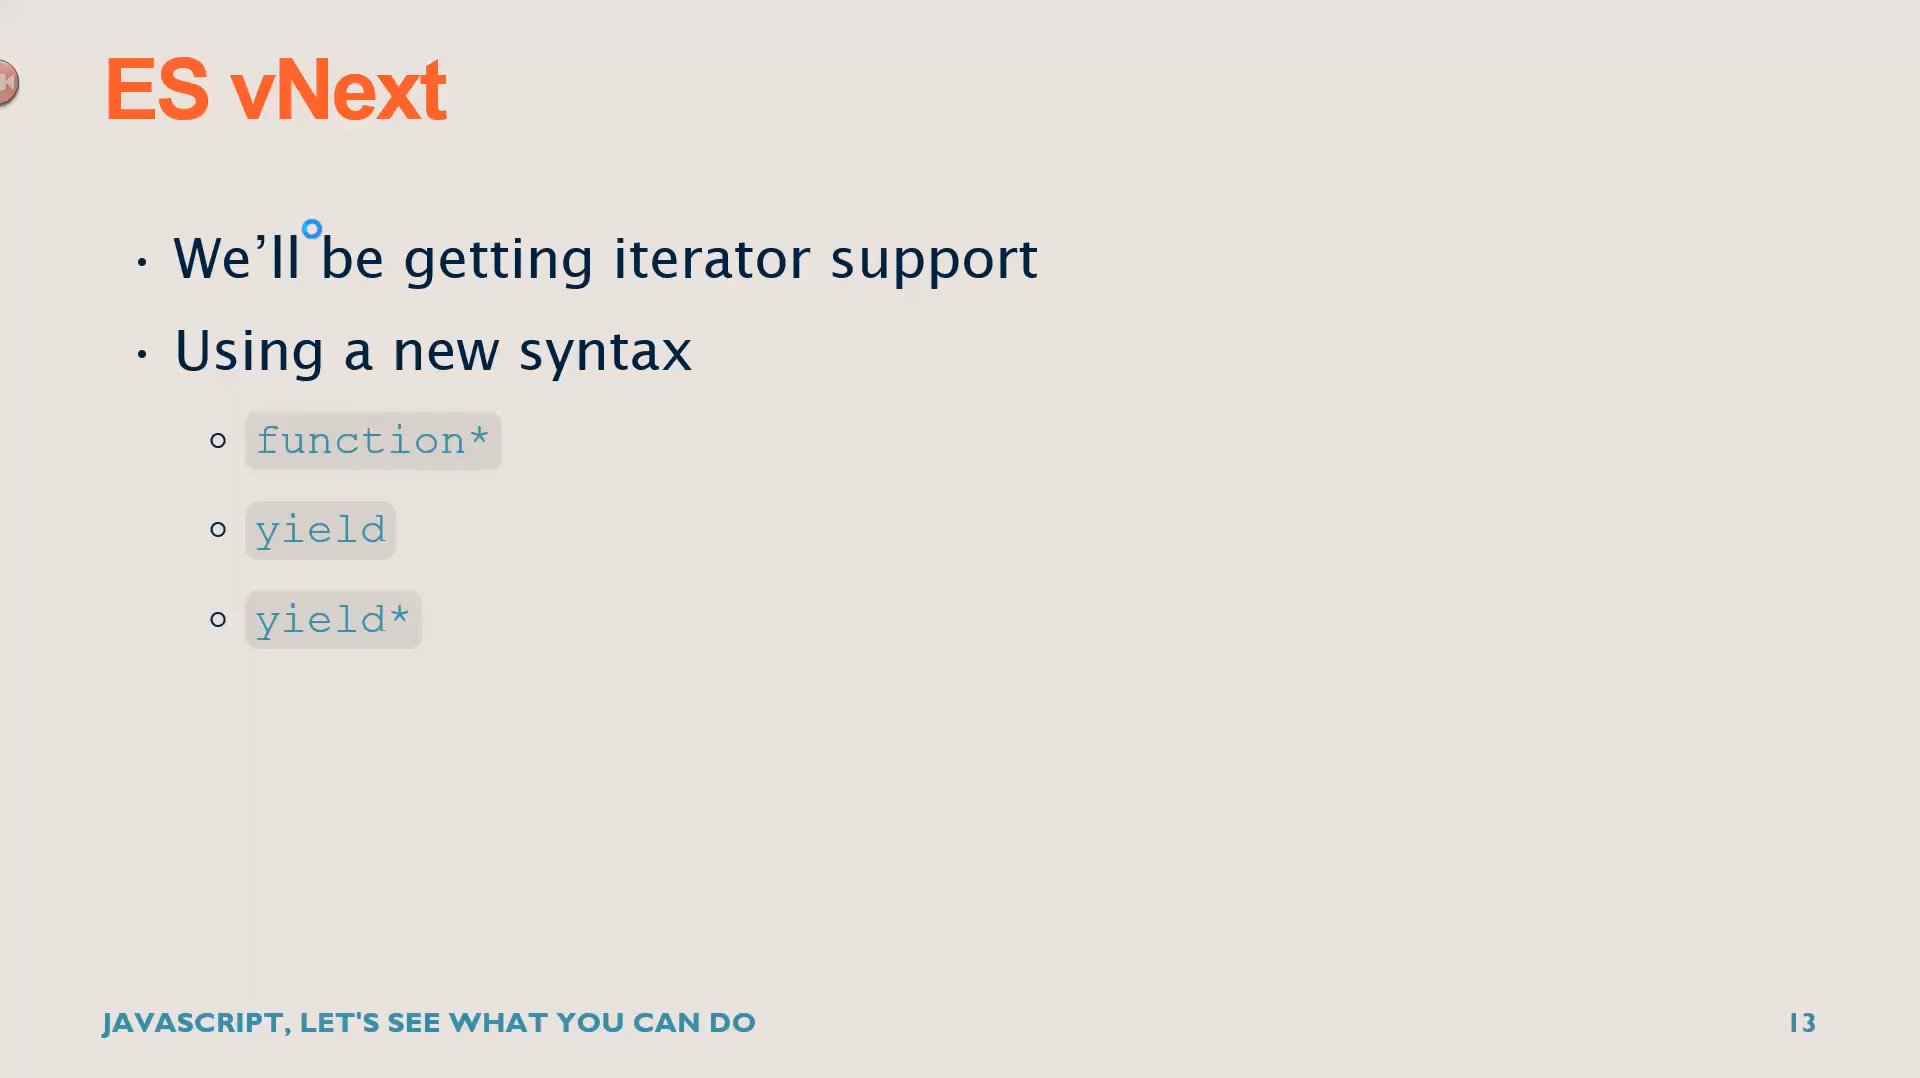 ES vNext
• We’ll be getting iterator support
• Using a new syntax
○ function*
○ yield
○ yield*
JAVASCRIPT, LET'S SEE WHAT YOU CAN DO
13